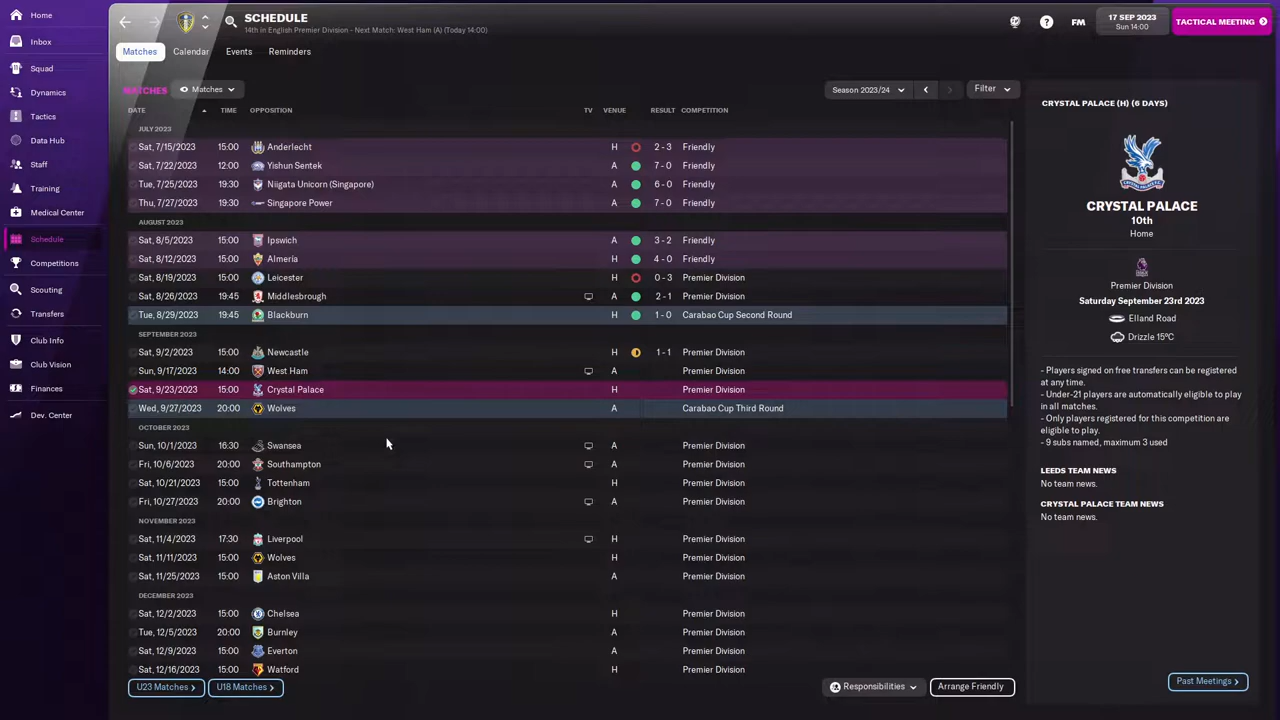 Home
Inbox
Squad
Dynamics
Tactics
Data Hub
Staff
Training
Medical Center
Schedule
Competitions
Scouting
Transfers
Club Info
Club Vision
Finances
Dev. Center
SCHEDULE
14th in English Premier Division - Next Match: West Ham (A) (Today 14:00)
FM
17 SEP 2023
Sun 14:00
TACTICAL MEETING
Matches Calendar Events Reminders
MATCHES Matches Season 2023/24 Filter
DATE TIME OPPOSITION TV VENUE RESULT COMPETITION
JULY 2023
Sat, 7/15/2023 15:00 Anderlecht H 2 - 3 Friendly
Sat, 7/22/2023 12:00 Yishun Sentek A 7 - 0 Friendly
Tue, 7/25/2023 19:30 Niigata Unicorn (Singapore) A 6 - 0 Friendly
Thu, 7/27/2023 19:30 Singapore Power A 7 - 0 Friendly
AUGUST 2023
Sat, 8/5/2023 15:00 Ipswich A 3 - 2 Friendly
Sat, 8/12/2023 15:00 Almería H 4 - 0 Friendly
Sat, 8/19/2023 15:00 Leicester H 0 - 3 Premier Division
Sat, 8/26/2023 19:45 Middlesbrough A 2 - 1 Premier Division
Tue, 8/29/2023 19:45 Blackburn H 1 - 0 Carabao Cup Second Round
SEPTEMBER 2023
Sat, 9/2/2023 15:00 Newcastle H 1 - 1 Premier Division
Sun, 9/17/2023 14:00 West Ham A Premier Division
Sat, 9/23/2023 15:00 Crystal Palace H Premier Division
Wed, 9/27/2023 20:00 Wolves A Carabao Cup Third Round
OCTOBER 2023
Sun, 10/1/2023 16:30 Swansea A Premier Division
Fri, 10/6/2023 20:00 Southampton A Premier Division
Sat, 10/21/2023 15:00 Tottenham H Premier Division
Fri, 10/27/2023 20:00 Brighton A Premier Division
NOVEMBER 2023
Sat, 11/4/2023 17:30 Liverpool H Premier Division
Sat, 11/11/2023 15:00 Wolves H Premier Division
Sat, 11/25/2023 15:00 Aston Villa A Premier Division
DECEMBER 2023
Sat, 12/2/2023 15:00 Chelsea H Premier Division
Tue, 12/5/2023 20:00 Burnley A Premier Division
Sat, 12/9/2023 15:00 Everton A Premier Division
Sat, 12/16/2023 15:00 Watford H Premier Division
U23 Matches > U18 Matches > Responsibilities Arrange Friendly
CRYSTAL PALACE (H) (6 DAYS)
CRYSTAL PALACE
10th
Home
Premier Division
Saturday September 23rd 2023
Elland Road
Drizzle 15°C
- Players signed on free transfers can be registered
at any time.
- Under-21 players are automatically eligible to play
in all matches.
- Only players registered for this competition are
eligible to play.
- 9 subs named, maximum 3 used
LEEDS TEAM NEWS
No team news.
CRYSTAL PALACE TEAM NEWS
No team news.
Past Meetings >